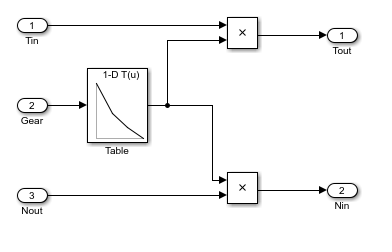 1
Tin
×
1
Tout
1-D T(u)
2
Gear
Table
3
Nout
×
2
Nin